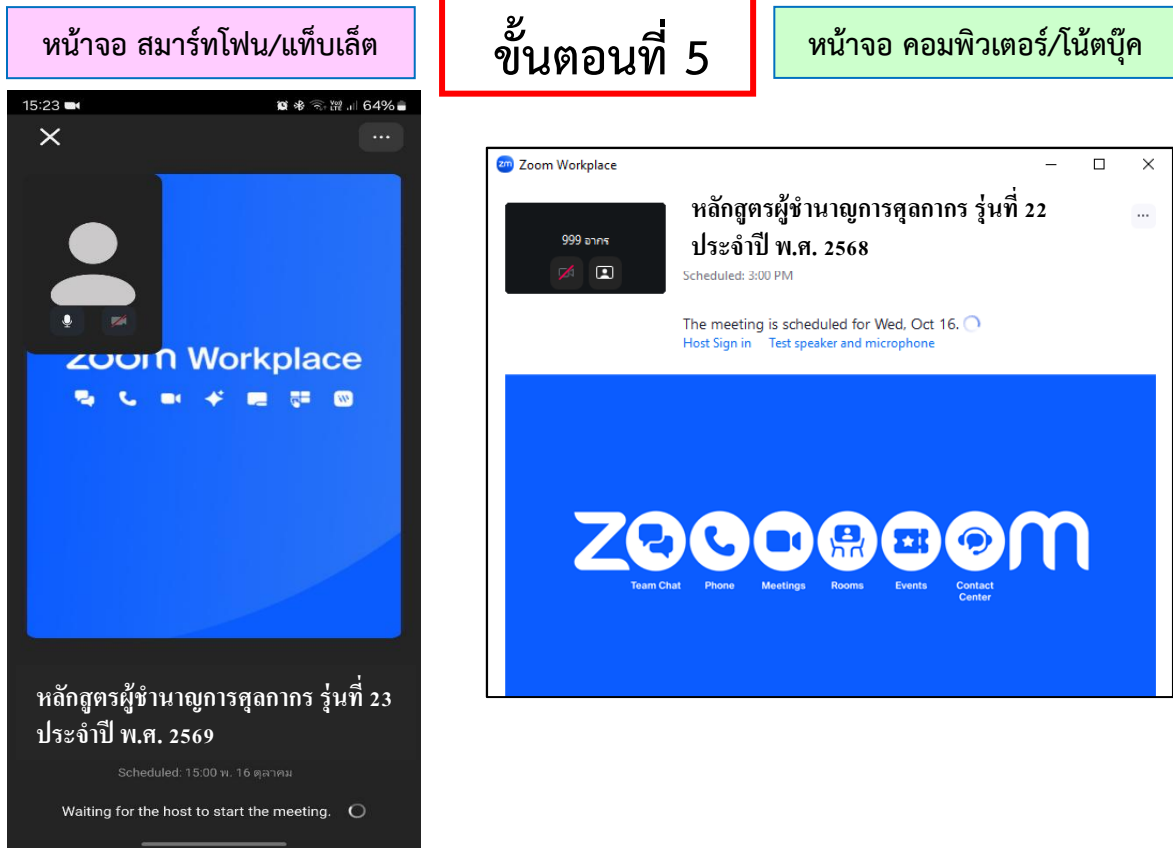 หน้าจอ สมาร์ทโฟน/แท็บเล็ต
ขั้นตอนที่ 5
หน้าจอ คอมพิวเตอร์/โน้ตบุ๊ค
15:23
64%
Zoom Workplace
หลักสูตรผู้ชำนาญการศุลกากร รุ่นที่ 23
ประจำปี พ.ศ. 2569
Scheduled: 15:00 พ. 16 ตุลาคม
Waiting for the host to start the meeting.
zm Zoom Workplace
999 อากร
หลักสูตรผู้ชำนาญการศุลกากร รุ่นที่ 22
ประจำปี พ.ศ. 2568
Scheduled: 3:00 PM
The meeting is scheduled for Wed, Oct 16.
Host Sign in Test speaker and microphone
ZOOOOOOm
Team Chat Phone Meetings Rooms Events Contact Center